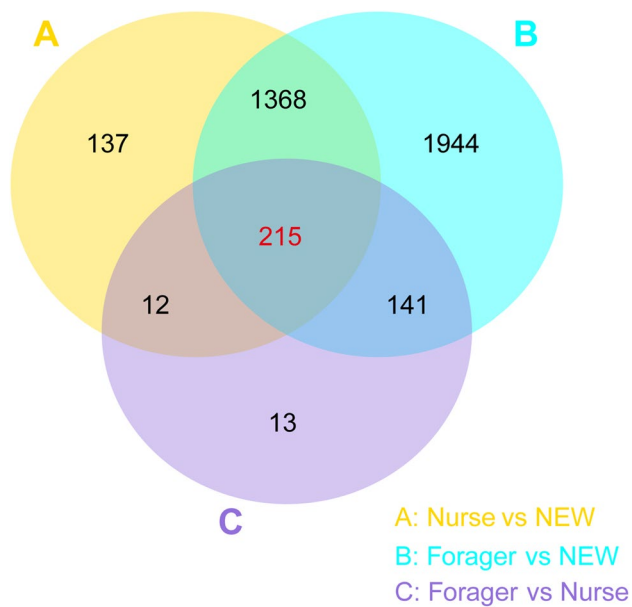 A
B
1368
137
1944
215
12
141
13
C
A: Nurse vs NEW
B: Forager vs NEW
C: Forager vs Nurse